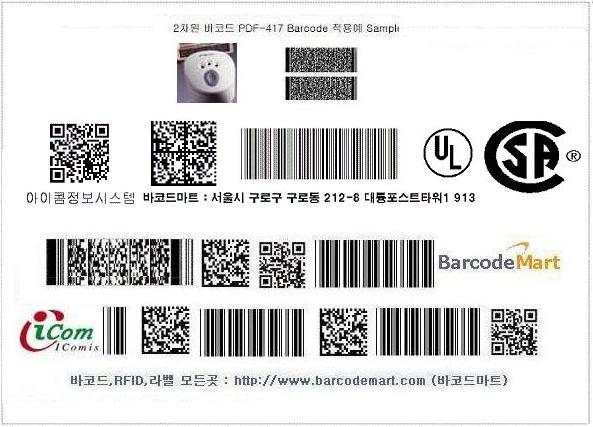 2차원 바코드 PDF-417 Barcode 적용예 Sample
UL
SA ®
아이콤정보시스템 바코드마트 : 서울시 구로구 구로동 212-8 대륭포스트타워1 913
BarcodeMart
iCom
IComis
바코드,RFID,라벨 모든곳 : http://www.barcodemart.com (바코드마트)